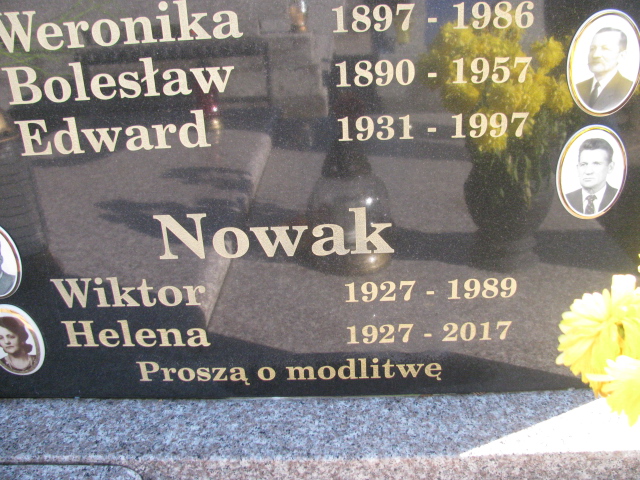 Weronika 1897 - 1986
Bolesław 1890 - 1957
Edward 1931 - 1997
Nowak
Wiktor 1927 - 1989
Helena 1927 - 2017
Proszą o modlitwę